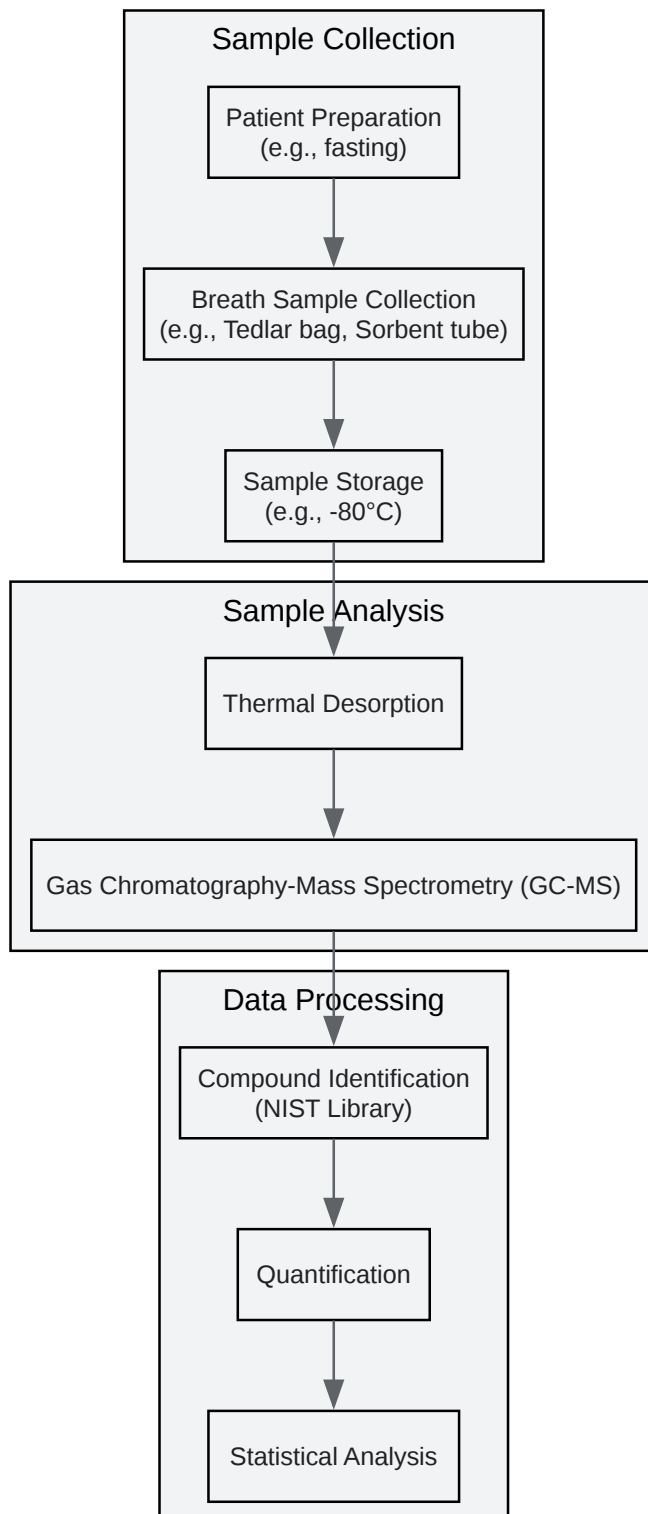 Sample Collection
Patient Preparation
(e.g., fasting)
Breath Sample Collection
(e.g., Tedlar bag, Sorbent tube)
Sample Storage
(e.g., -80°C)
Sample Analysis
Thermal Desorption
Gas Chromatography-Mass Spectrometry (GC-MS)
Data Processing
Compound Identification
(NIST Library)
Quantification
Statistical Analysis